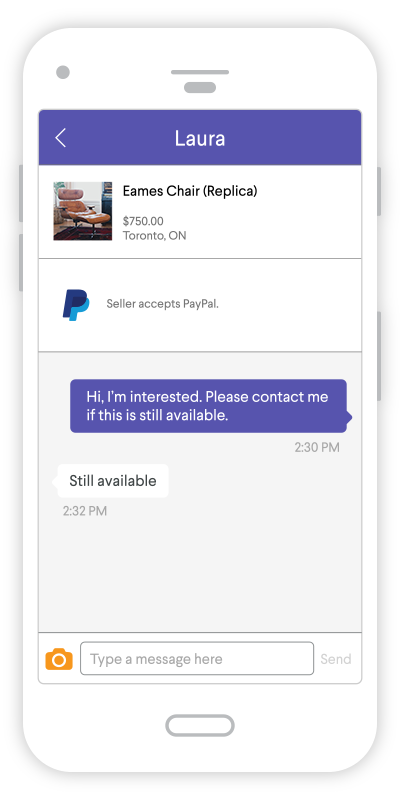 Laura
Eames Chair (Replica)
$750.00
Toronto, ON
Seller accepts PayPal.
Hi, I'm interested. Please contact me
if this is still available.
2:30 PM
Still available
2:32 PM
Type a message here
Send